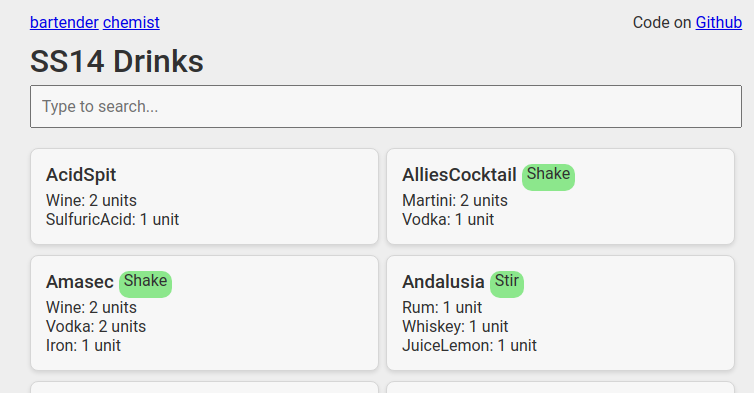 bartender chemist
Code on Github
SS14 Drinks
Type to search...
AcidSpit
Wine: 2 units
SulfuricAcid: 1 unit
AlliesCocktail Shake
Martini: 2 units
Vodka: 1 unit
Amasec Shake
Wine: 2 units
Vodka: 2 units
Iron: 1 unit
Andalusia Stir
Rum: 1 unit
Whiskey: 1 unit
JuiceLemon: 1 unit